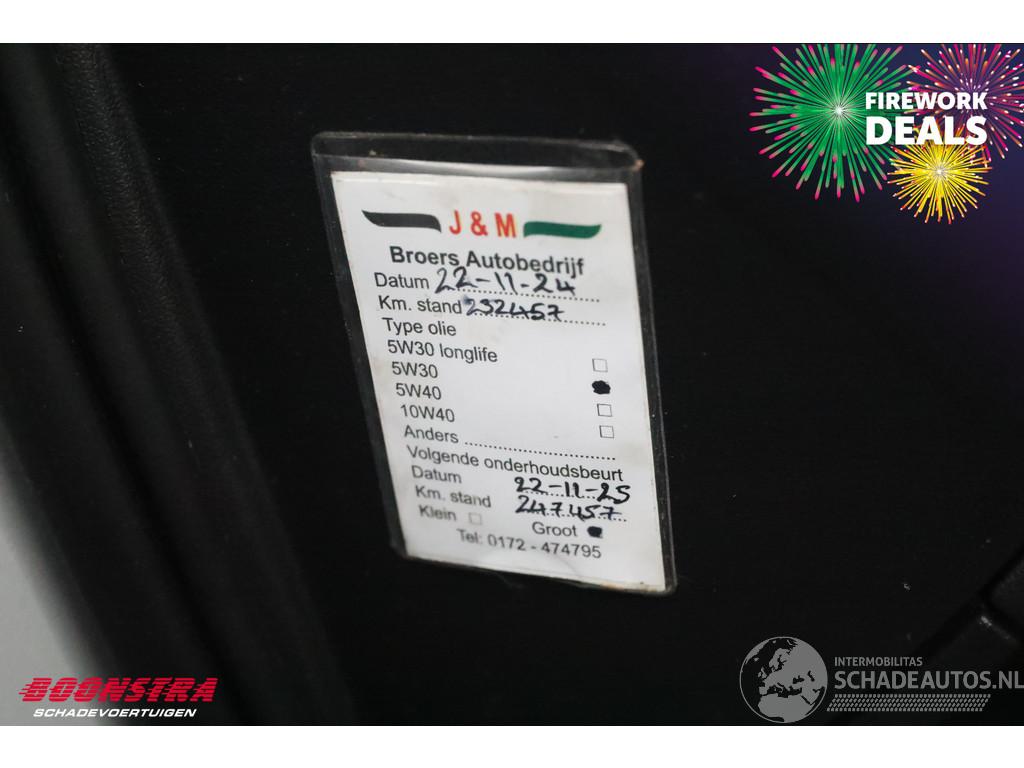 FIREWORK
DEALS
J & M
Broers Autobedrijf
Datum 22-11-24
Km. stand 232457
Type olie
5W30 longlife
5W30
5W40
10W40
Anders
Volgende onderhoudsbeurt
Datum 22-11-25
Km. stand 247457
Klein Groot
Tel: 0172 - 474795
BOONSTRA
SCHADEVOERTUIGEN
INTERMOBILITAS
SCHADEAUTOS.NL